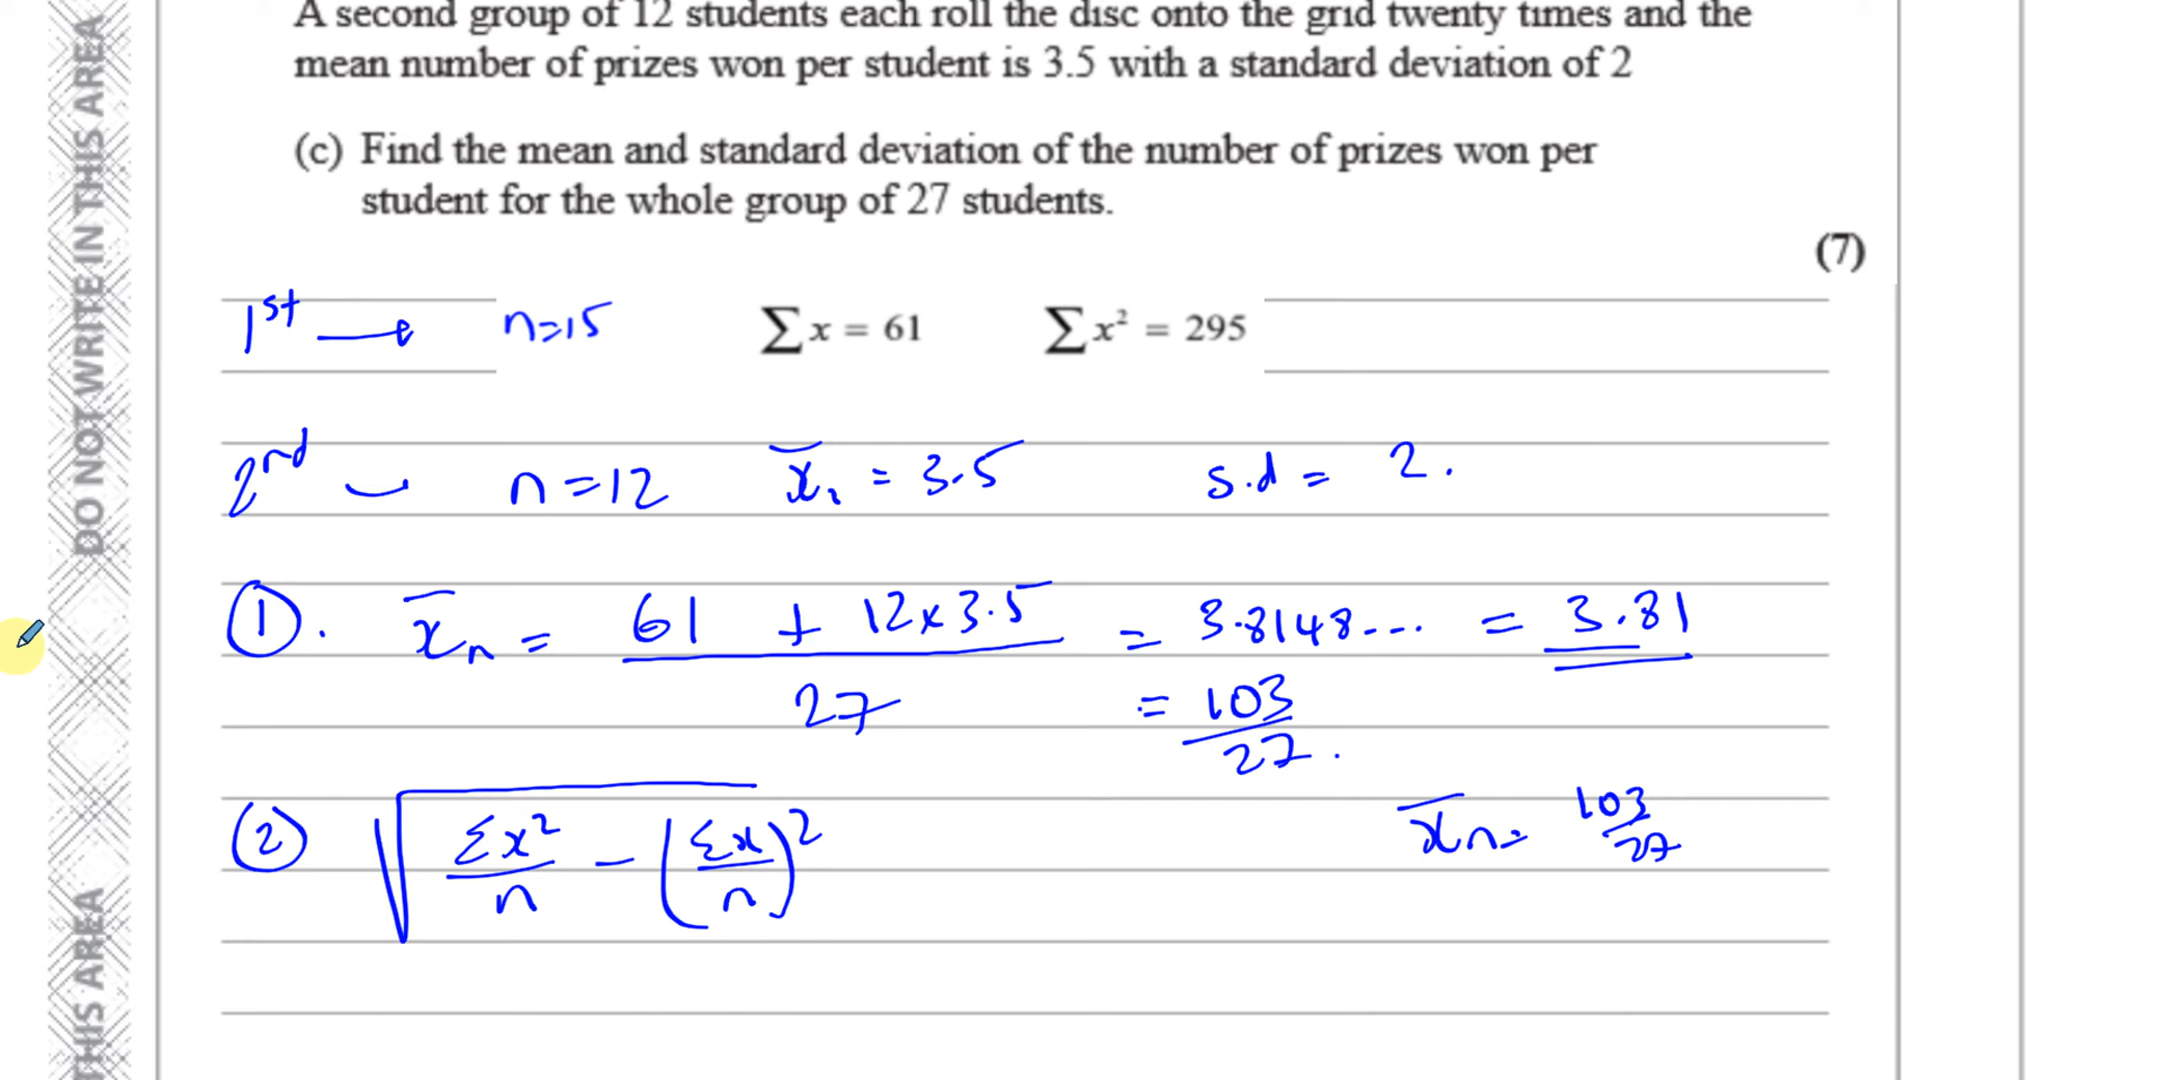 A second group of 12 students each roll the disc onto the grid twenty times and the
mean number of prizes won per student is 3.5 with a standard deviation of 2
(c) Find the mean and standard deviation of the number of prizes won per
student for the whole group of 27 students.
(7)
1st → n=15 ∑x = 61 ∑x² = 295
2nd – n=12 x̄₂ = 3.5 s.d = 2.
①. x̄n = (61 + 12×3.5)/27 = 3.8148... = 3.81
= 103/27.
② √(Σx²/n − (Σx/n)²) x̄n = 103/27
DO NOT WRITE IN THIS AREA
THIS AREA